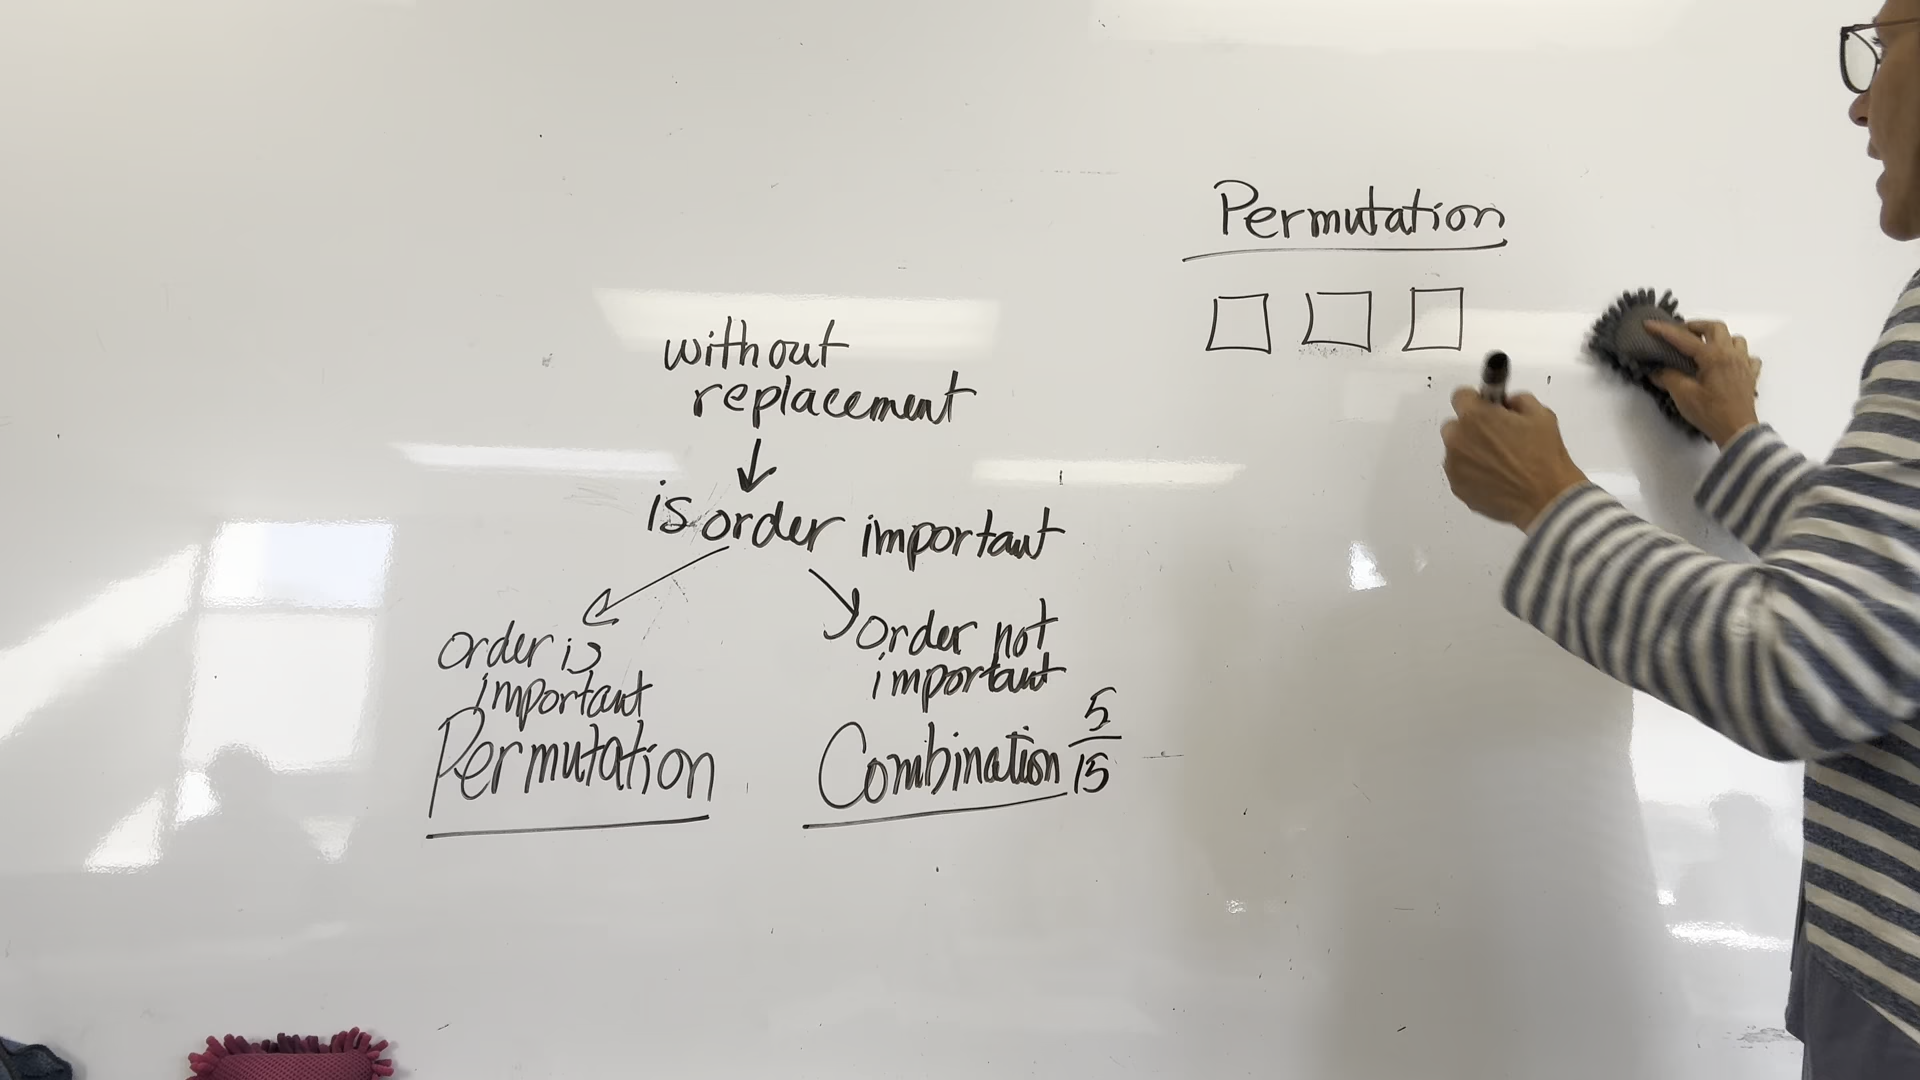 Permutation
without
replacement
is order important
order is
important
Permutation
order not
important
Combination
5
15